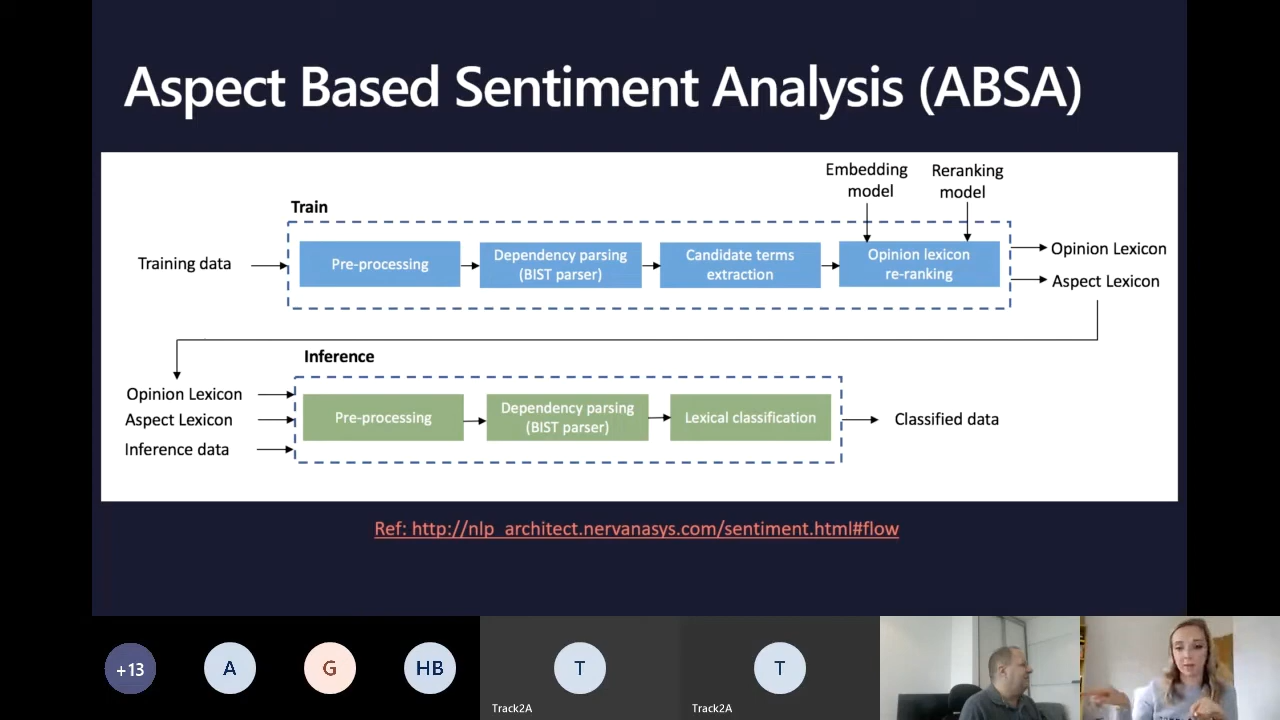 Aspect Based Sentiment Analysis (ABSA)
Embedding model
Reranking model
Train
Training data
Pre-processing
Dependency parsing
(BIST parser)
Candidate terms
extraction
Opinion lexicon
re-ranking
Opinion Lexicon
Aspect Lexicon
Inference
Opinion Lexicon
Aspect Lexicon
Inference data
Pre-processing
Dependency parsing
(BIST parser)
Lexical classification
Classified data
Ref: http://nlp_architect.nervanasys.com/sentiment.html#flow
+13
A
G
HB
T
Track2A
T
Track2A